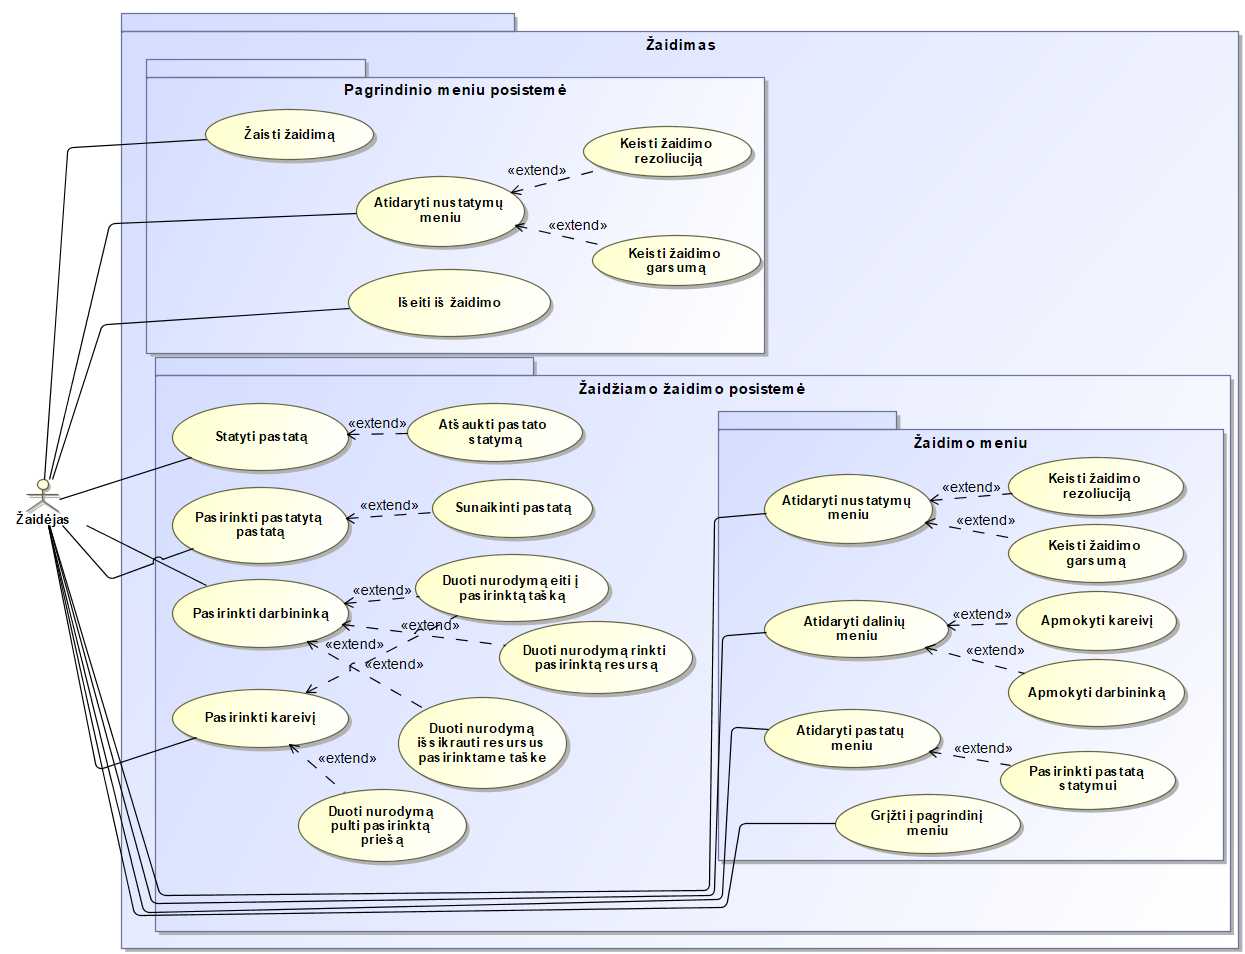 Žaidimas
Pagrindinio meniu posistemė
Žaisti žaidimą
Keisti žaidimo
rezoliuciją
«extend»
Atidaryti nustatymų
meniu
«extend»
Keisti žaidimo
garsumą
Išeiti iš žaidimo
Žaidėjas
Žaidžiamo žaidimo posistemė
Statyti pastatą
«extend»
Atšaukti pastato
statymą
Pasirinkti pastatytą
pastatą
«extend»
Sunaikinti pastatą
Pasirinkti darbininką
«extend»
Duoti nurodymą eiti į
pasirinktą tašką
«extend»
«extend»
Duoti nurodymą rinkti
pasirinktą resursą
«extend»
Pasirinkti kareivį
Duoti nurodymą
išsikrauti resursus
pasirinktame taške
«extend»
Duoti nurodymą
pulti pasirinktą
priešą
Žaidimo meniu
Atidaryti nustatymų
meniu
«extend»
Keisti žaidimo
rezoliuciją
«extend»
Keisti žaidimo
garsumą
Atidaryti dalinių
meniu
«extend»
Apmokyti kareivį
«extend»
Apmokyti darbininką
Atidaryti pastatų
meniu
«extend»
Pasirinkti pastatą
statymui
Grįžti į pagrindinį
meniu